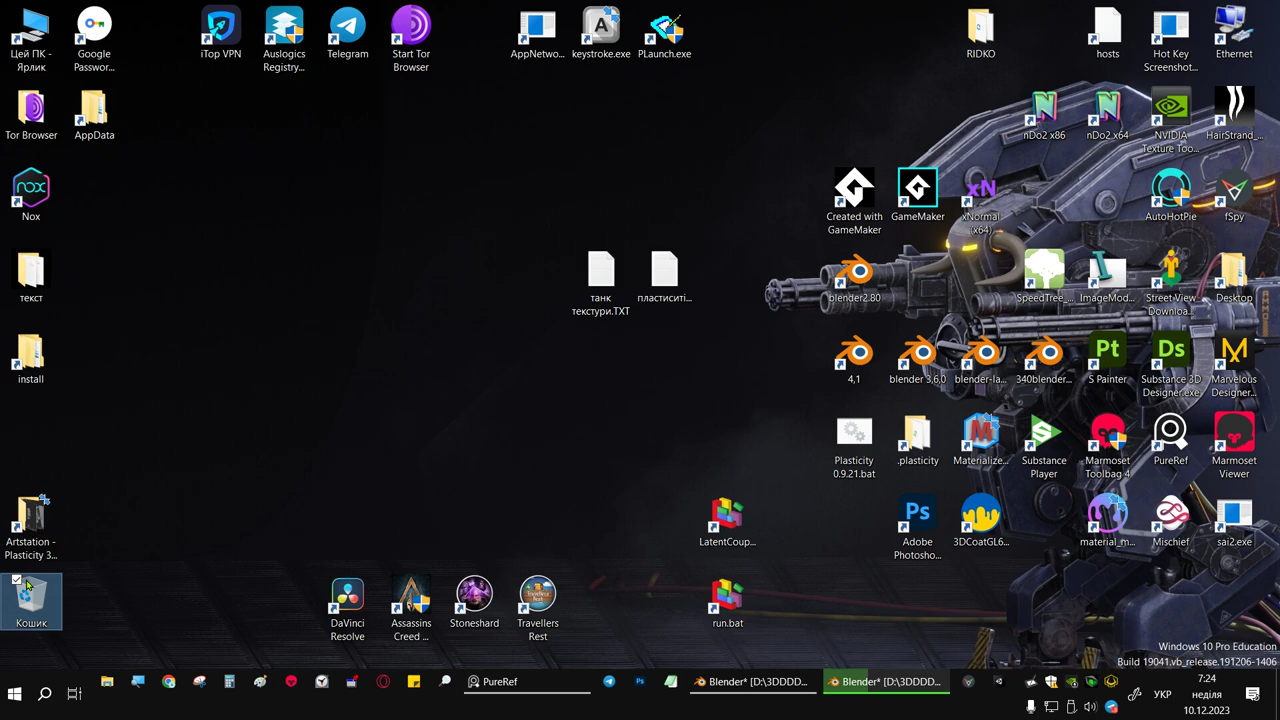 Цей ПК -
Ярлик
Google
Passwor...
iTop VPN
Auslogics
Registry...
Telegram
Start Tor
Browser
AppNetwo...
keystroke.exe
PLaunch.exe
RIDKO
hosts
Hot Key
Screenshot...
Ethernet
Tor Browser
AppData
nDo2 x86
nDo2 x64
NVIDIA
Texture Too...
HairStrand_...
Nox
Created with
GameMaker
GameMaker
xNormal
(x64)
AutoHotPie
fSpy
текст
танк
текстури.TXT
пластиситі...
blender2.80
SpeedTree_...
ImageMod...
Street View
Downloa...
Desktop
install
4,1
blender 3,6,0
blender-la...
340blender...
S Painter
Substance 3D
Designer.exe
Marvelous
Designer...
Plasticity
0.9.21.bat
.plasticity
Materialize...
Substance
Player
Marmoset
Toolbag 4
PureRef
Marmoset
Viewer
Artstation -
Plasticity 3...
LatentCoup...
Adobe
Photosho...
3DCoatGL6...
material_m...
Mischief
sai2.exe
Кошик
DaVinci
Resolve
Assassins
Creed ...
Stoneshard
Travellers
Rest
run.bat
Windows 10 Pro Education
Build 19041.vb_release.191206-1406
PureRef
Blender* [D:\3DDDD...
Blender* [D:\3DDDD...
УКР
7:24
неділя
10.12.2023